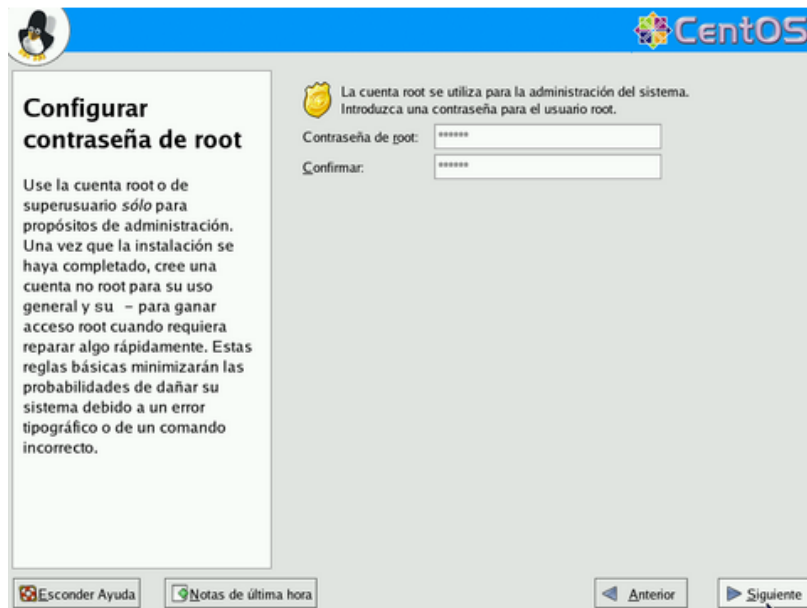 CentOS
Configurar
contraseña de root
Use la cuenta root o de
superusuario sólo para
propósitos de administración.
Una vez que la instalación se
haya completado, cree una
cuenta no root para su uso
general y su - para ganar
acceso root cuando requiera
reparar algo rápidamente. Estas
reglas básicas minimizarán las
probabilidades de dañar su
sistema debido a un error
tipográfico o de un comando
incorrecto.
La cuenta root se utiliza para la administración del sistema.
Introduzca una contraseña para el usuario root.
Contraseña de root: ******
Confirmar: ******
Esconder Ayuda Notas de última hora Anterior Siguiente